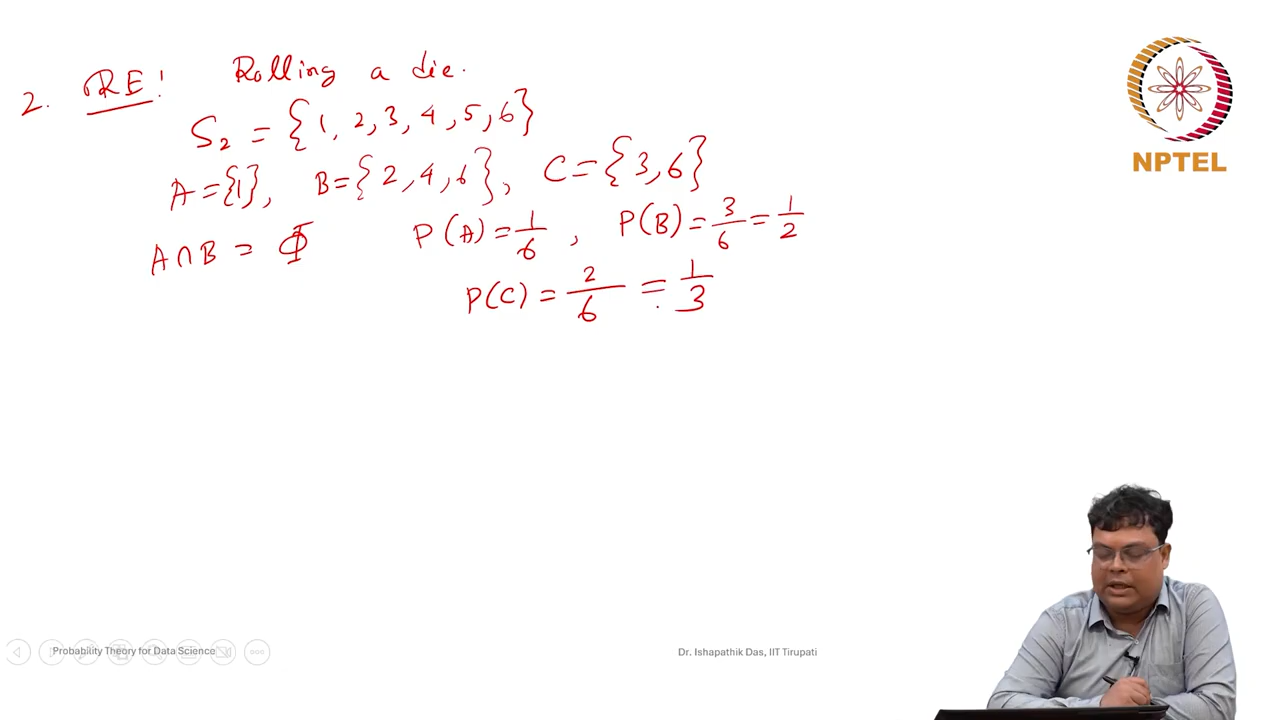 2. RE! Rolling a die.
S₂ = {1, 2, 3, 4, 5, 6}
A = {1}, B = {2, 4, 6}, C = {3, 6}
A ∩ B = Φ P(A) = 1/6, P(B) = 3/6 = 1/2
P(C) = 2/6 = 1/3
NPTEL
Probability Theory for Data Science
Dr. Ishapathik Das, IIT Tirupati